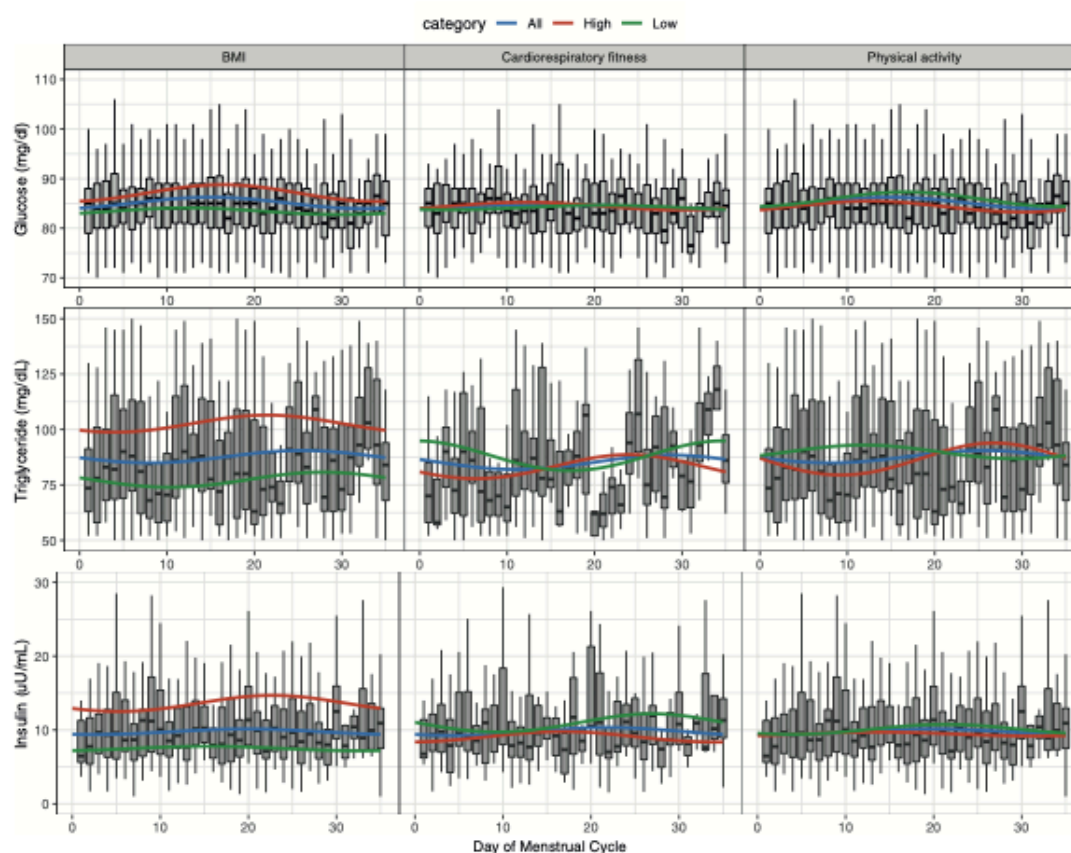 category All High Low
BMI Cardiorespiratory fitness Physical activity
Glucose (mg/dl)
110
100
90
80
70
0 10 20 30 0 10 20 30 0 10 20 30
Triglyceride (mg/dL)
150
125
100
75
50
0 10 20 30 0 10 20 30 0 10 20 30
Insulin (uU/mL)
30
20
10
0
0 10 20 30 0 10 20 30 0 10 20 30
Day of Menstrual Cycle